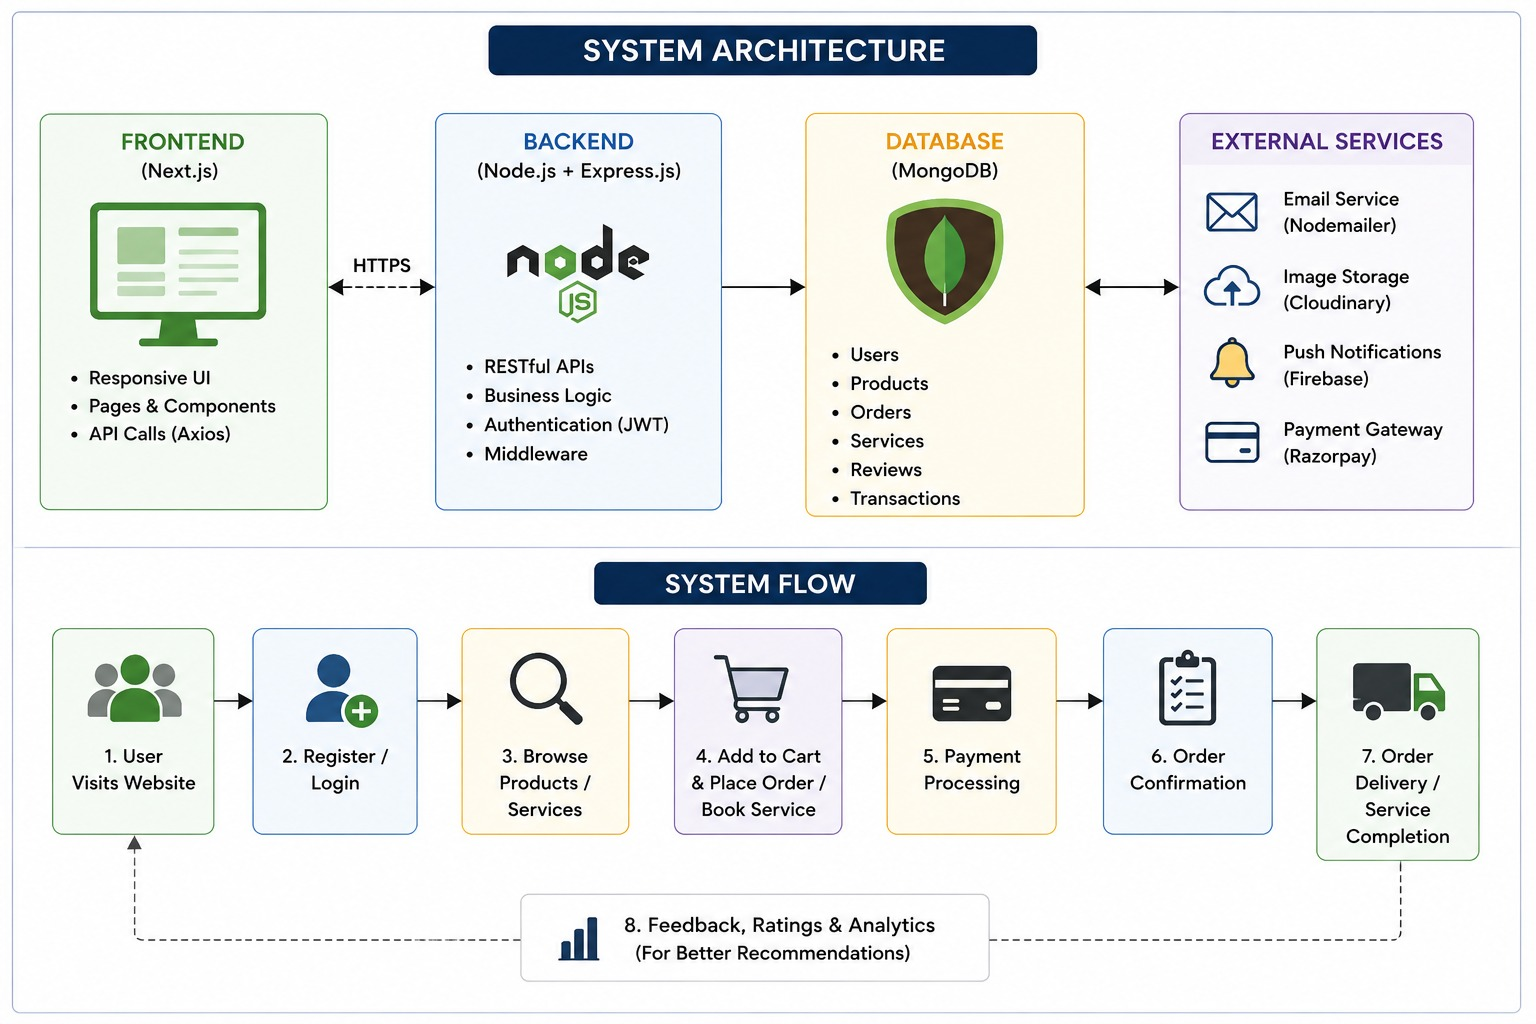 SYSTEM ARCHITECTURE
FRONTEND
(Next.js)
HTTPS
• Responsive UI
• Pages & Components
• API Calls (Axios)
BACKEND
(Node.js + Express.js)
node
JS
• RESTful APIs
• Business Logic
• Authentication (JWT)
• Middleware
DATABASE
(MongoDB)
• Users
• Products
• Orders
• Services
• Reviews
• Transactions
EXTERNAL SERVICES
Email Service
(Nodemailer)
Image Storage
(Cloudinary)
Push Notifications
(Firebase)
Payment Gateway
(Razorpay)
SYSTEM FLOW
1. User
Visits Website
2. Register /
Login
3. Browse
Products /
Services
4. Add to Cart
& Place Order /
Book Service
5. Payment
Processing
6. Order
Confirmation
7. Order
Delivery /
Service
Completion
8. Feedback, Ratings & Analytics
(For Better Recommendations)